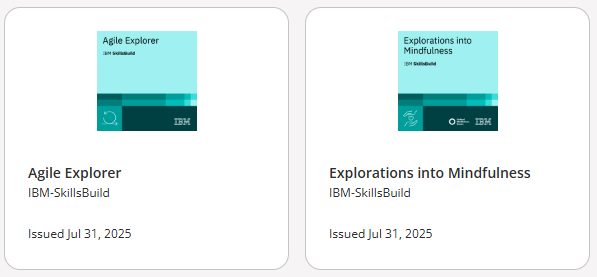 Agile Explorer
IBM SkillsBuild
IBM
Agile Explorer
IBM-SkillsBuild
Issued Jul 31, 2025
Explorations into
Mindfulness
IBM SkillsBuild
IBM
Explorations into Mindfulness
IBM-SkillsBuild
Issued Jul 31, 2025